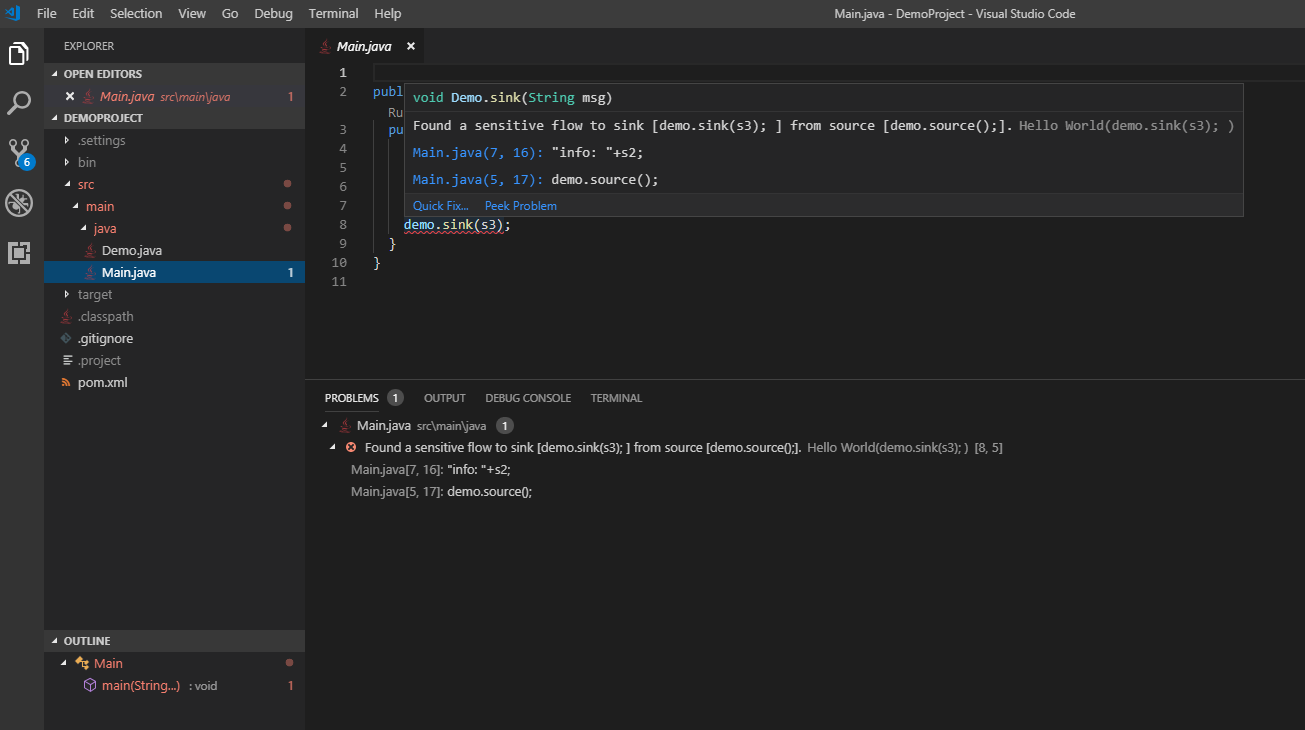 File Edit Selection View Go Debug Terminal Help
Main.java - DemoProject - Visual Studio Code
EXPLORER
OPEN EDITORS
Main.java src\main\java 1
DEMOPROJECT
.settings
bin
src
main
java
Demo.java
Main.java 1
target
.classpath
.gitignore
.project
pom.xml
6
OUTLINE
Main
main(String...) : void 1
Main.java
1
2 publ
Ru
3 pu
4
5
6
7
8 demo.sink(s3);
9 }
10 }
11
void Demo.sink(String msg)
Found a sensitive flow to sink [demo.sink(s3); ] from source [demo.source();]. Hello World(demo.sink(s3); )
Main.java(7, 16): "info: "+s2;
Main.java(5, 17): demo.source();
Quick Fix... Peek Problem
PROBLEMS 1 OUTPUT DEBUG CONSOLE TERMINAL
Main.java src\main\java 1
Found a sensitive flow to sink [demo.sink(s3); ] from source [demo.source();]. Hello World(demo.sink(s3); ) [8, 5]
Main.java[7, 16]: "info: "+s2;
Main.java[5, 17]: demo.source();